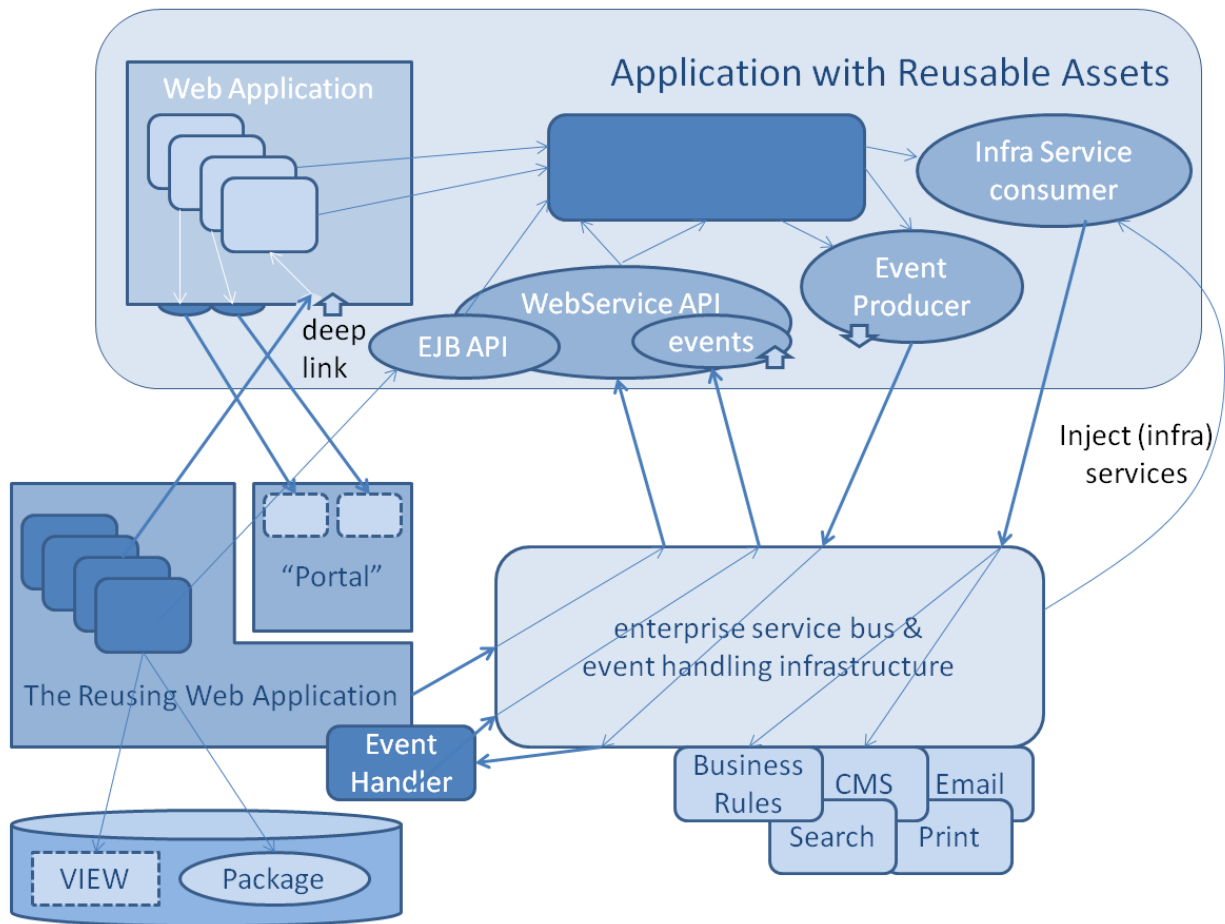 Application with Reusable Assets
Web Application
Infra Service
consumer
Event
Producer
WebService API
events
EJB API
deep
link
Inject (infra)
services
“Portal”
enterprise service bus &
event handling infrastructure
The Reusing Web Application
Event
Handler
Business
Rules
CMS
Email
Search
Print
VIEW
Package